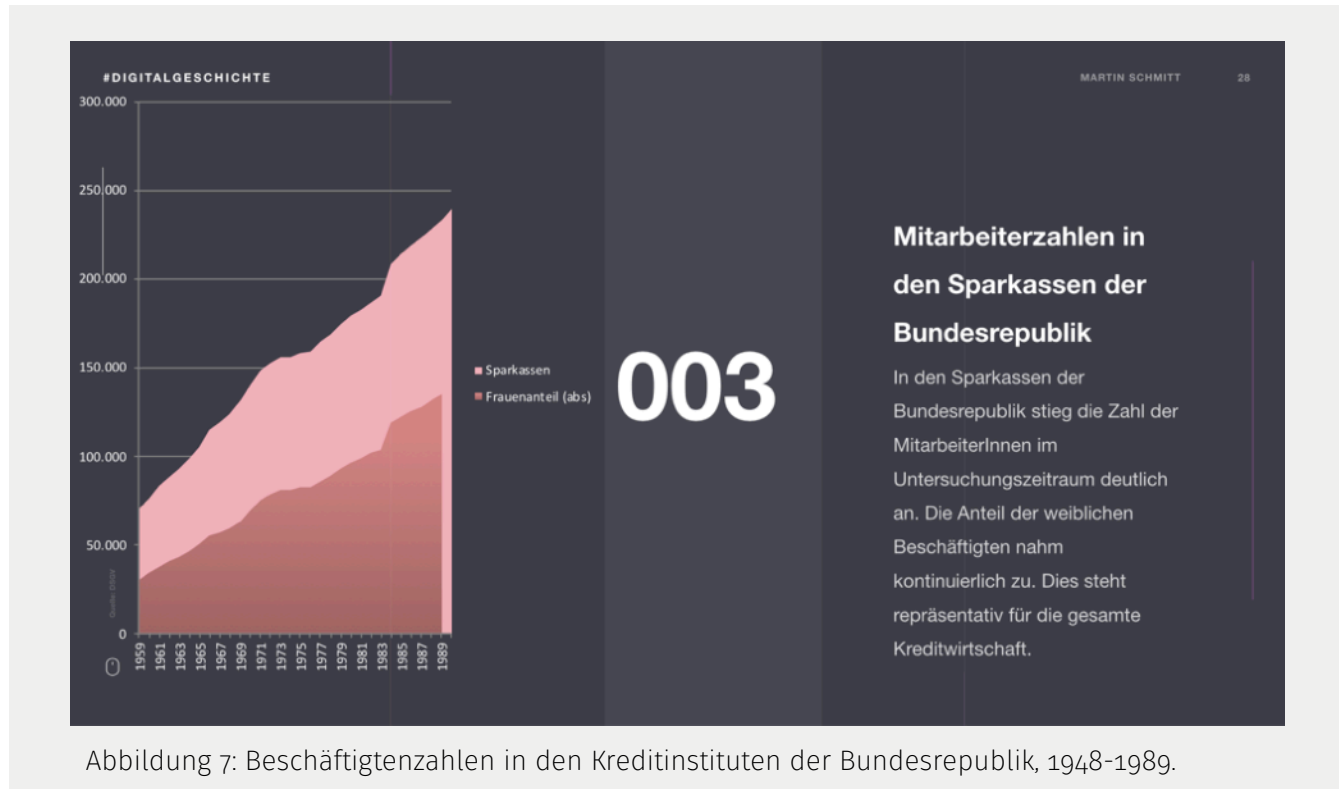 #DIGITALGESCHICHTE
MARTIN SCHMITT 28
300.000
250.000
200.000
150.000
100.000
50.000
0
Quelle: DSGV
1959 1961 1963 1965 1967 1969 1971 1973 1975 1977 1979 1981 1983 1985 1987 1989
Sparkassen
Frauenanteil (abs)
003
Mitarbeiterzahlen in
den Sparkassen der
Bundesrepublik
In den Sparkassen der
Bundesrepublik stieg die Zahl der
MitarbeiterInnen im
Untersuchungszeitraum deutlich
an. Die Anteil der weiblichen
Beschäftigten nahm
kontinuierlich zu. Dies steht
repräsentativ für die gesamte
Kreditwirtschaft.
Abbildung 7: Beschäftigtenzahlen in den Kreditinstituten der Bundesrepublik, 1948-1989.